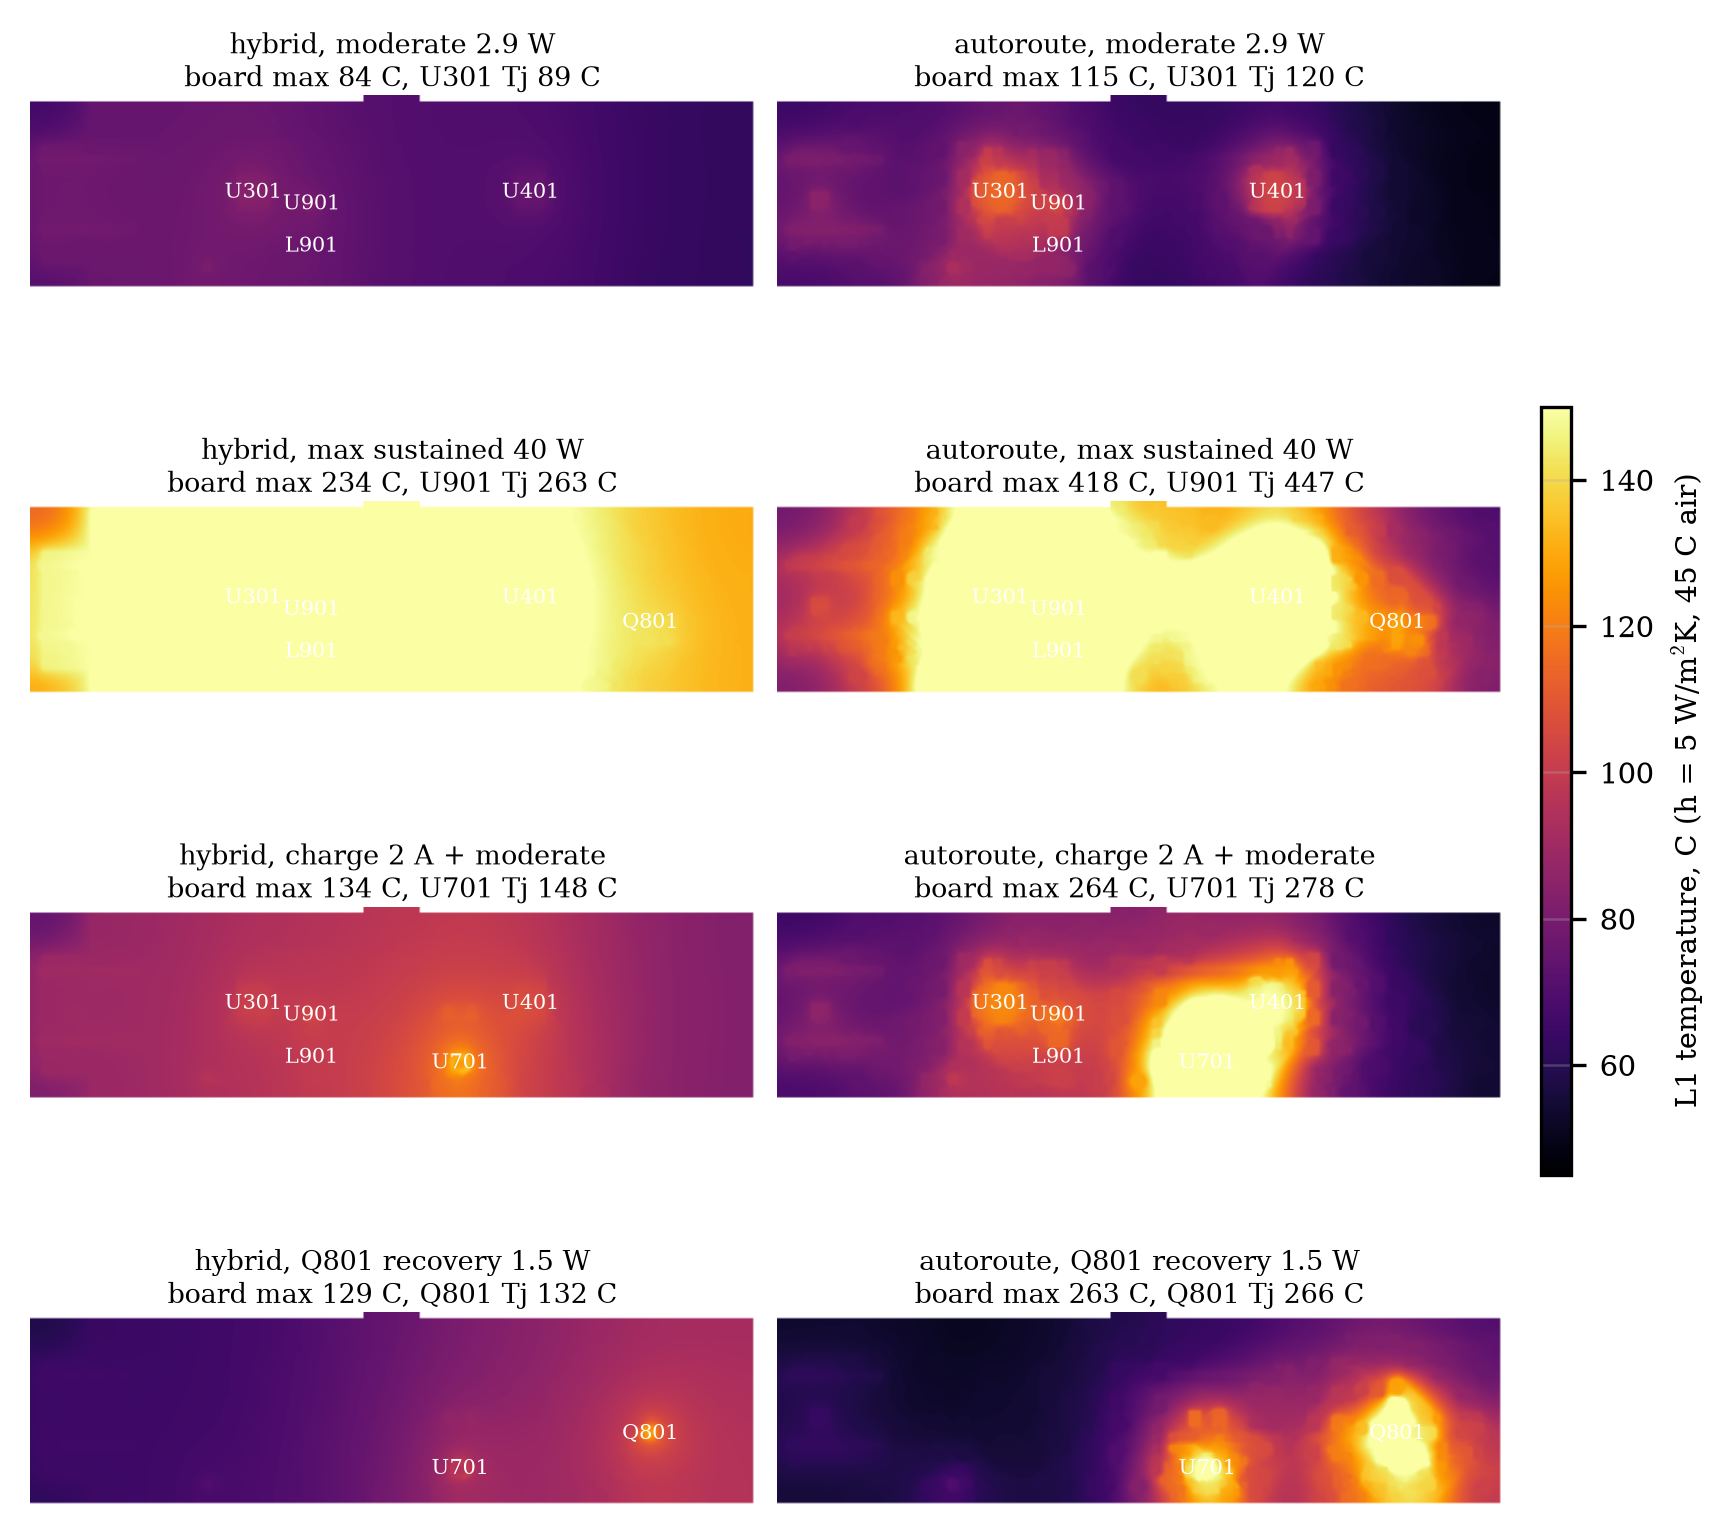 hybrid, moderate 2.9 W
board max 84 C, U301 Tj 89 C
U301
U901
U401
L901
autoroute, moderate 2.9 W
board max 115 C, U301 Tj 120 C
U301
U901
U401
L901
hybrid, max sustained 40 W
board max 234 C, U901 Tj 263 C
U301
U901
U401
Q801
L901
autoroute, max sustained 40 W
board max 418 C, U901 Tj 447 C
U301
U901
U401
Q801
L901
hybrid, charge 2 A + moderate
board max 134 C, U701 Tj 148 C
U301
U901
U401
L901
U701
autoroute, charge 2 A + moderate
board max 264 C, U701 Tj 278 C
U301
U901
U401
L901
U701
hybrid, Q801 recovery 1.5 W
board max 129 C, Q801 Tj 132 C
Q801
U701
autoroute, Q801 recovery 1.5 W
board max 263 C, Q801 Tj 266 C
Q801
U701
140
120
100
80
60
L1 temperature, C (h = 5 W/m²K, 45 C air)